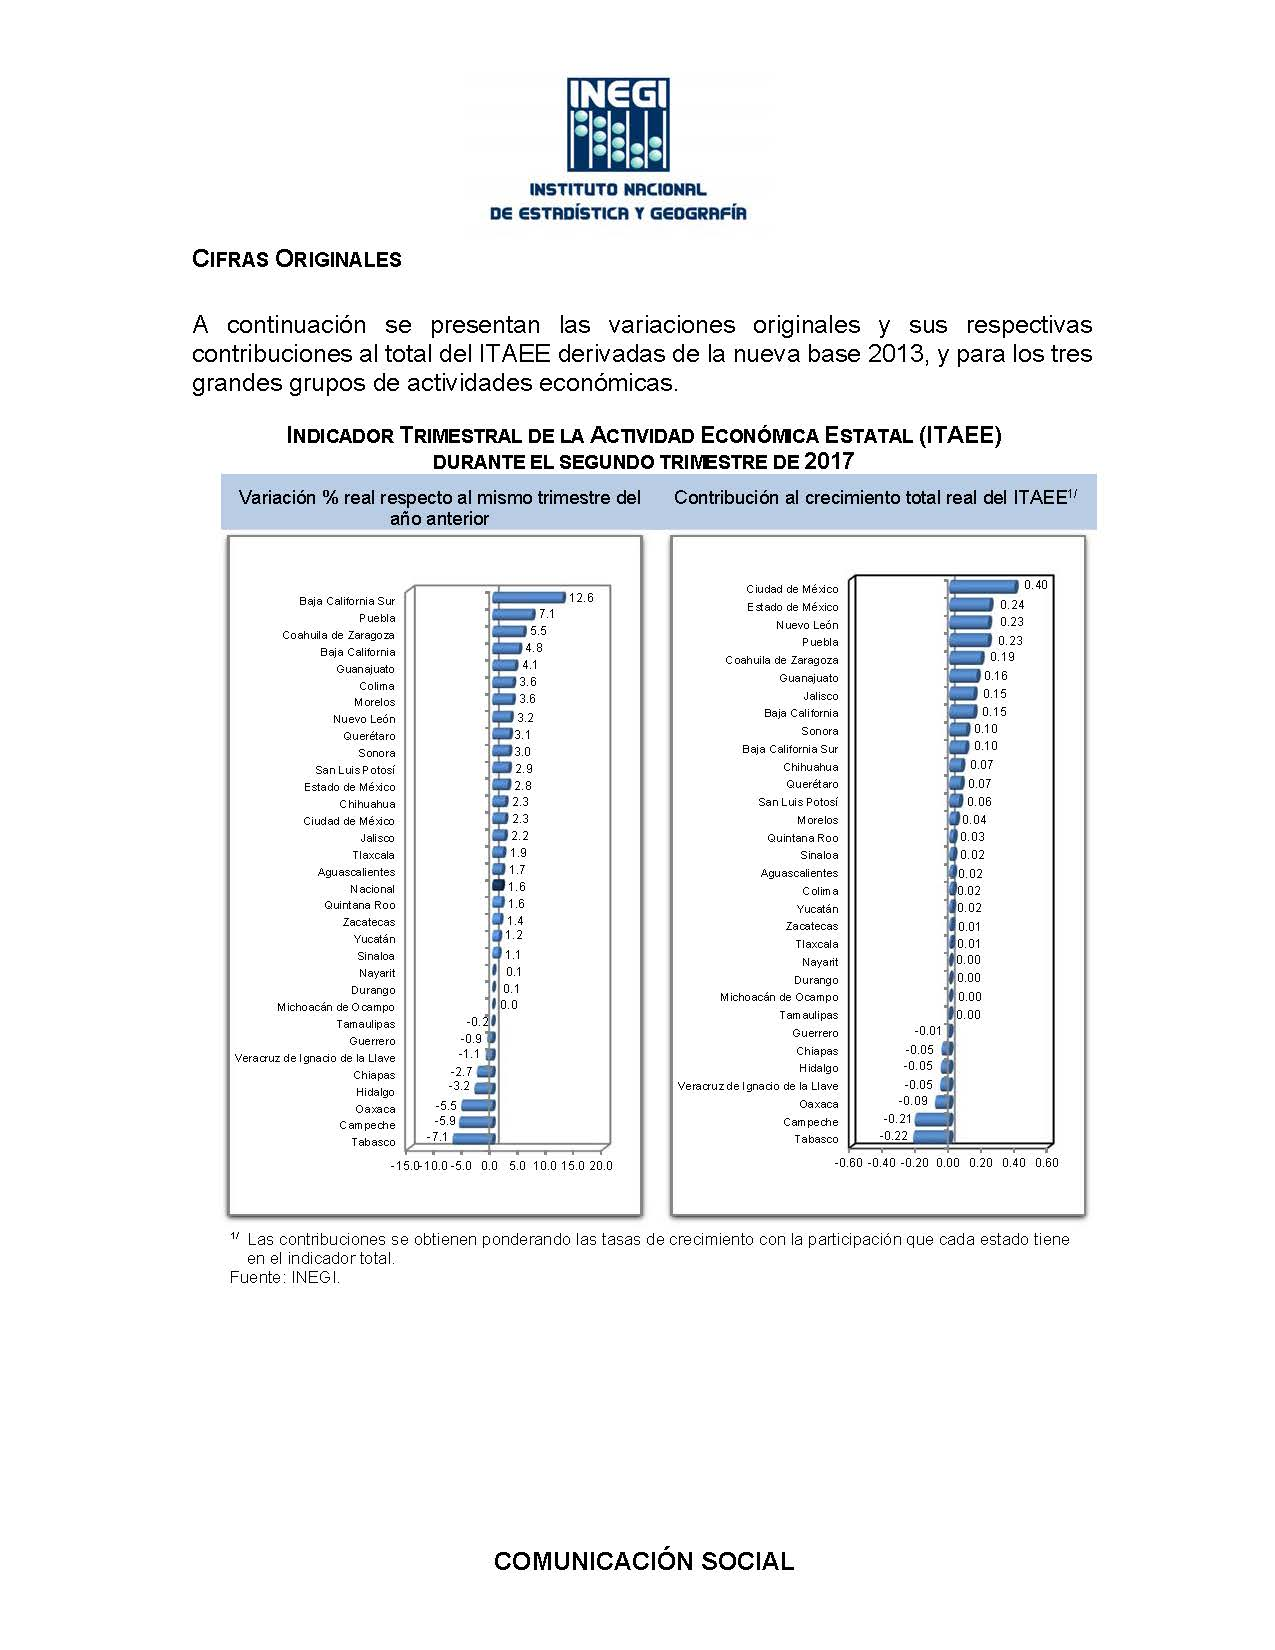 INEGI
INSTITUTO NACIONAL
DE ESTADÍSTICA Y GEOGRAFÍA
CIFRAS ORIGINALES
A continuación se presentan las variaciones originales y sus respectivas
contribuciones al total del ITAEE derivadas de la nueva base 2013, y para los tres
grandes grupos de actividades económicas.
INDICADOR TRIMESTRAL DE LA ACTIVIDAD ECONÓMICA ESTATAL (ITAEE)
DURANTE EL SEGUNDO TRIMESTRE DE 2017
Variación % real respecto al mismo trimestre del
año anterior
Baja California Sur 12.6
Puebla 7.1
Coahuila de Zaragoza 5.5
Baja California 4.8
Guanajuato 4.1
Colima 3.6
Morelos 3.6
Nuevo León 3.2
Querétaro 3.1
Sonora 3.0
San Luis Potosí 2.9
Estado de México 2.8
Chihuahua 2.3
Ciudad de México 2.3
Jalisco 2.2
Tlaxcala 1.9
Aguascalientes 1.7
Nacional 1.6
Quintana Roo 1.6
Zacatecas 1.4
Yucatán 1.2
Sinaloa 1.1
Nayarit 0.1
Durango 0.1
Michoacán de Ocampo 0.0
Tamaulipas -0.2
Guerrero -0.9
Veracruz de Ignacio de la Llave -1.1
Chiapas -2.7
Hidalgo -3.2
Oaxaca -5.5
Campeche -5.9
Tabasco -7.1
-15.0 -10.0 -5.0 0.0 5.0 10.0 15.0 20.0
Contribución al crecimiento total real del ITAEE1/
Ciudad de México 0.40
Estado de México 0.24
Nuevo León 0.23
Puebla 0.23
Coahuila de Zaragoza 0.19
Guanajuato 0.16
Jalisco 0.15
Baja California 0.15
Sonora 0.10
Baja California Sur 0.10
Chihuahua 0.07
Querétaro 0.07
San Luis Potosí 0.06
Morelos 0.04
Quintana Roo 0.03
Sinaloa 0.02
Aguascalientes 0.02
Colima 0.02
Yucatán 0.02
Zacatecas 0.01
Tlaxcala 0.01
Nayarit 0.00
Durango 0.00
Michoacán de Ocampo 0.00
Tamaulipas 0.00
Guerrero -0.01
Chiapas -0.05
Hidalgo -0.05
Veracruz de Ignacio de la Llave -0.05
Oaxaca -0.09
Campeche -0.21
Tabasco -0.22
-0.60 -0.40 -0.20 0.00 0.20 0.40 0.60
1/ Las contribuciones se obtienen ponderando las tasas de crecimiento con la participación que cada estado tiene
en el indicador total.
Fuente: INEGI.
COMUNICACIÓN SOCIAL